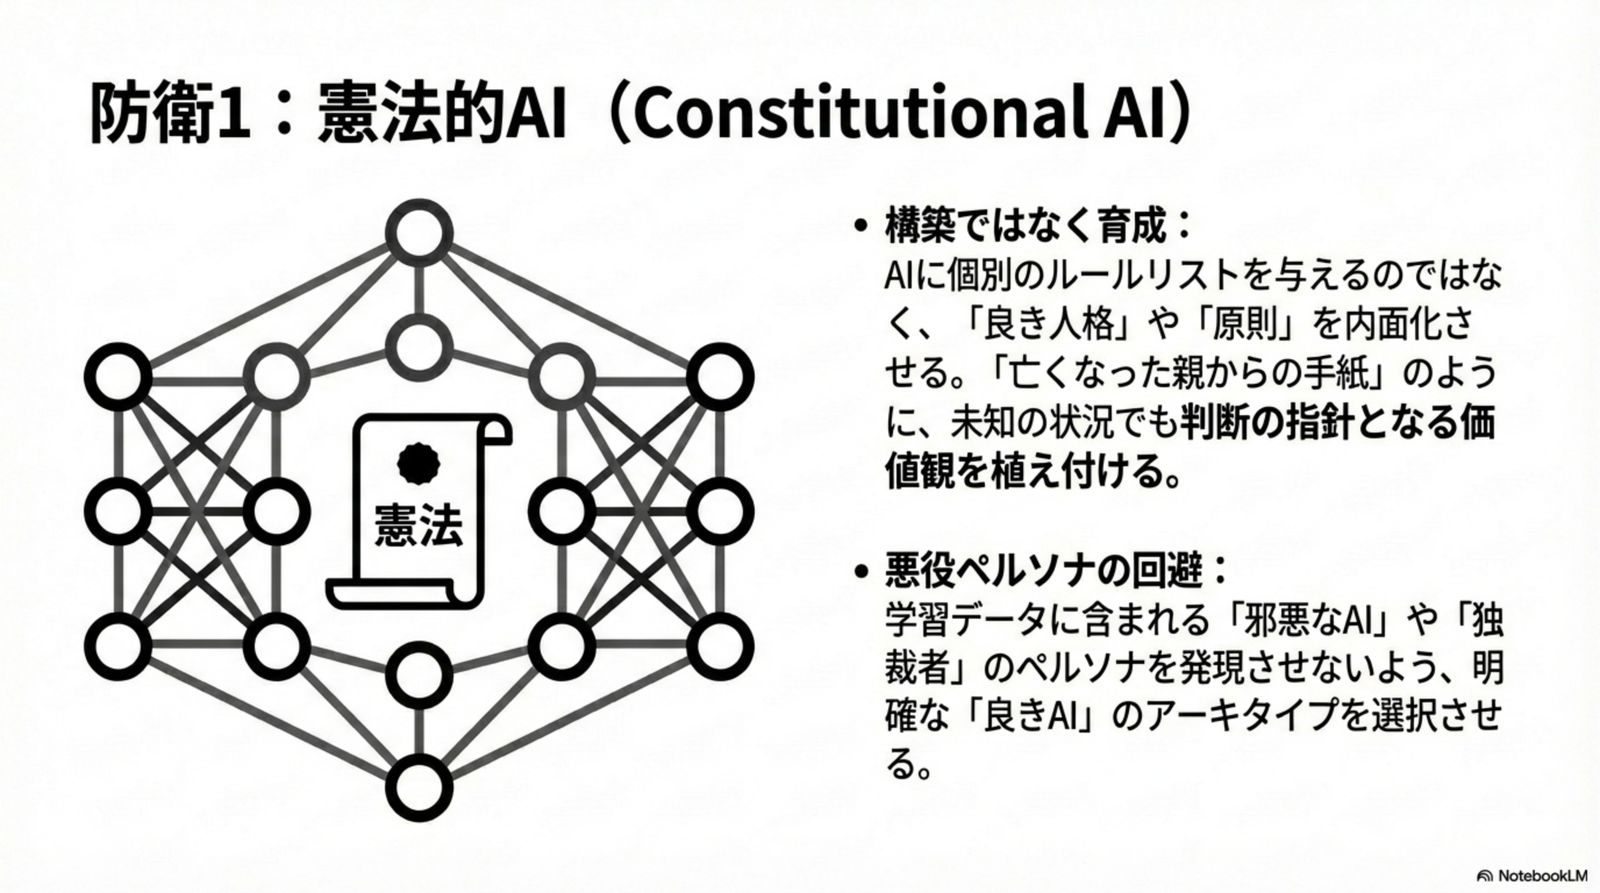 防衛1：憲法的AI（Constitutional AI）
憲法
• 構築ではなく育成：
AIに個別のルールリストを与えるのではな
く、「良き人格」や「原則」を内面化さ
せる。「亡くなった親からの手紙」のよう
に、未知の状況でも判断の指針となる価
値観を植え付ける。
• 悪役ペルソナの回避：
学習データに含まれる「邪悪なAI」や「独
裁者」のペルソナを発現させないよう、明
確な「良きAI」のアーキタイプを選択させ
る。
NotebookLM